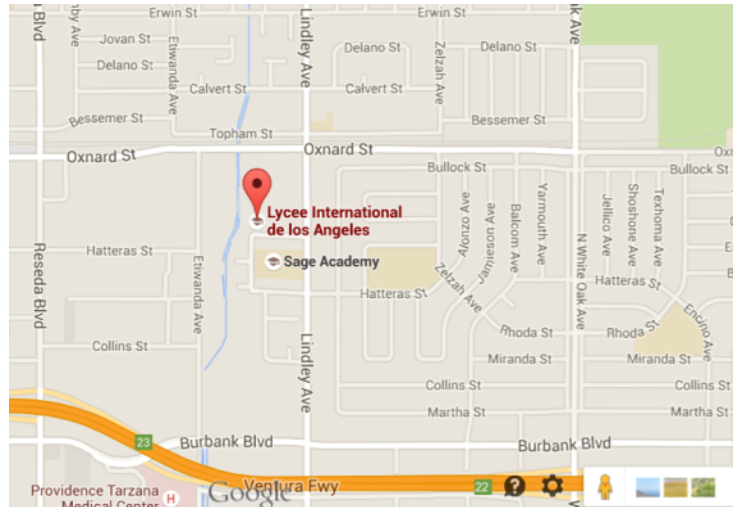 Erwin St
Erwin St
a Blvd
by Ave
Etiwanda Ave
Lindley Ave
Zelzah Ave
ak Ave
Jovan St
Delano St
Delano St
Delano St
Calvert St
Calvert St
Bessemer St
Bessemer St
Topham St
Oxnard St
Oxnard St
Bullock St
Bullock St
Lycee International
de los Angeles
Sage Academy
Reseda Blvd
Etiwanda Ave
Hatteras St
Hatteras St
Hatteras St
Alonzo Ave
Jamieson Ave
Balcom Ave
Yarmouth Ave
N White Oak Ave
Jellico Ave
Shoshone Ave
Texhoma Ave
Zelzah Ave
Encino Ave
Rhoda St
Rhoda St
Collins St
Lindley Ave
Miranda St
Miranda St
Collins St
Collins St
Martha St
Martha St
23
Burbank Blvd
Burbank Blvd
Ventura Fwy
22
?
Providence Tarzana
Medical Center
H
Google